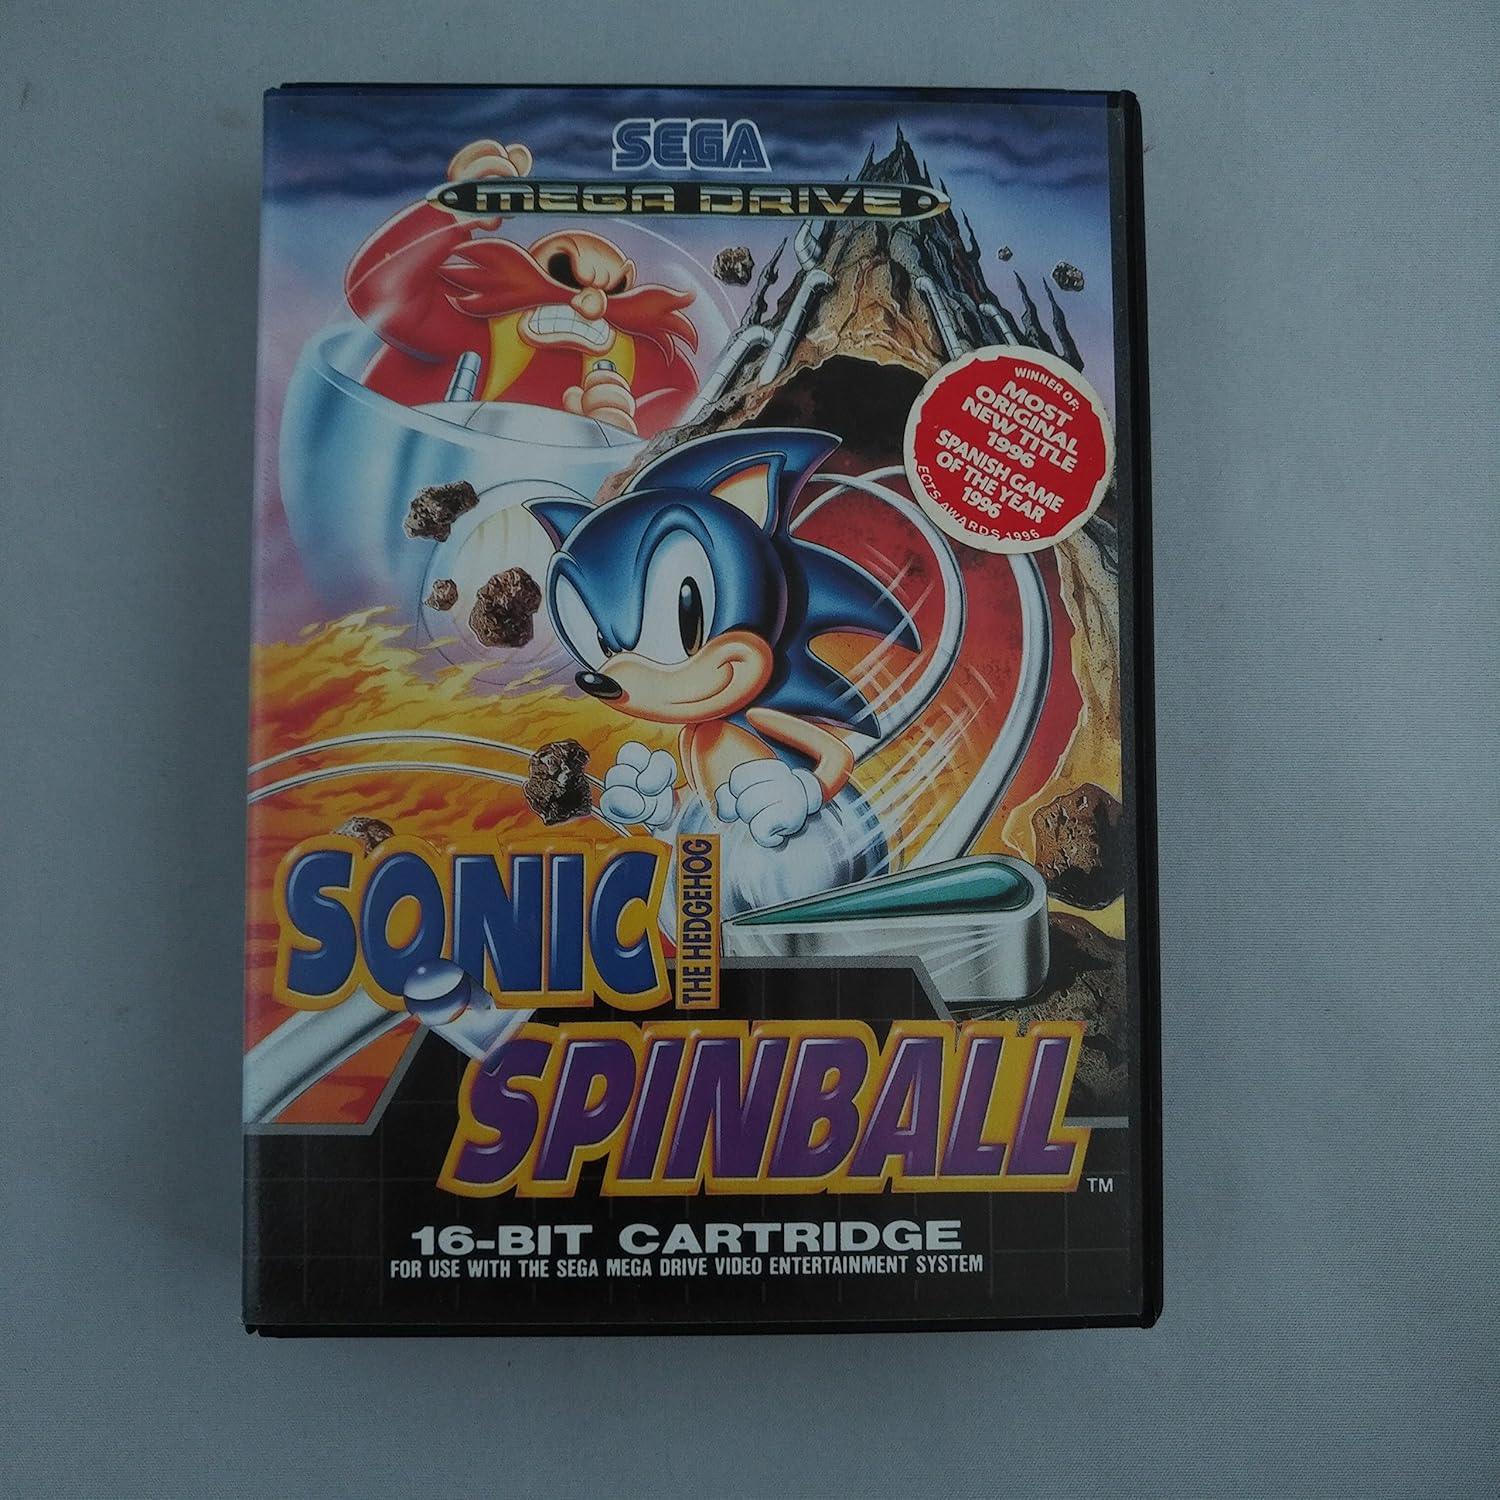 SEGA
MEGA DRIVE
WINNER OF:
MOST
ORIGINAL
NEW TITLE
1996
SPANISH GAME
OF THE YEAR
1996
ECTS AWARDS 1996
SONIC
THE HEDGEHOG
SPINBALL
TM
16-BIT CARTRIDGE
FOR USE WITH THE SEGA MEGA DRIVE VIDEO ENTERTAINMENT SYSTEM